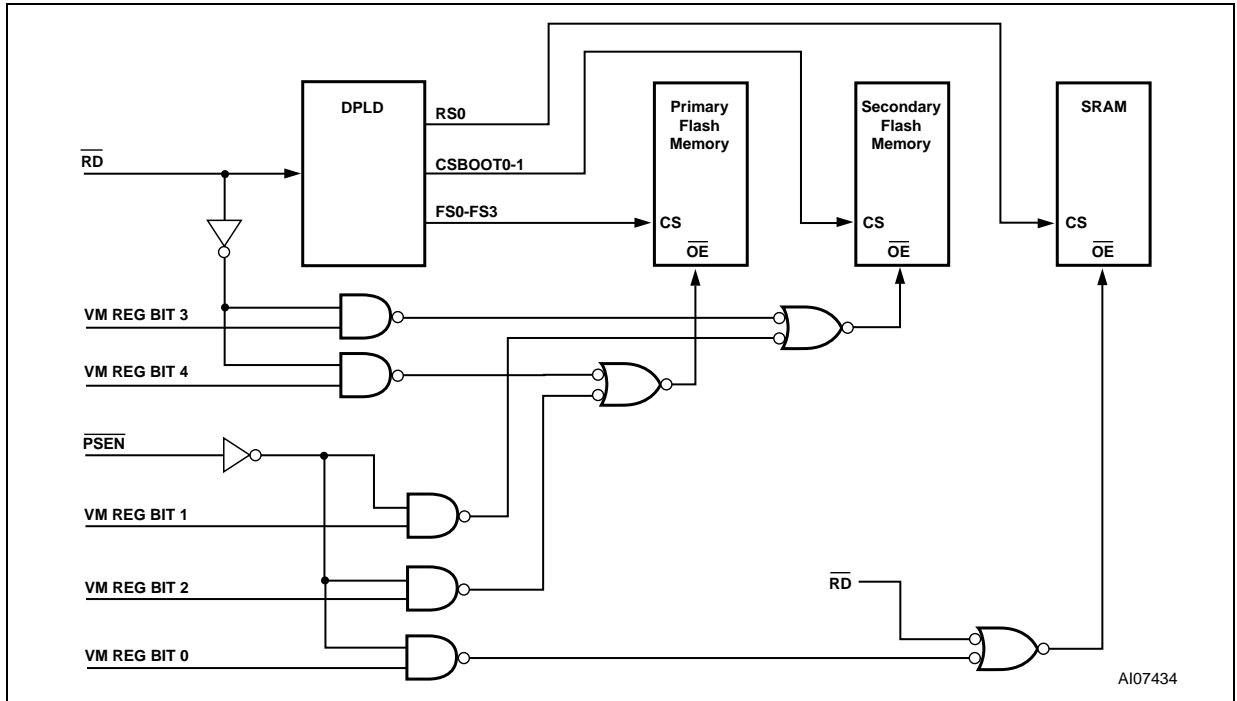 DPLD
RS0
CSBOOT0-1
FS0-FS3
Primary
Flash
Memory
CS
OE
Secondary
Flash
Memory
CS
OE
SRAM
CS
OE
RD
VM REG BIT 3
VM REG BIT 4
PSEN
VM REG BIT 1
VM REG BIT 2
RD
VM REG BIT 0
AI07434